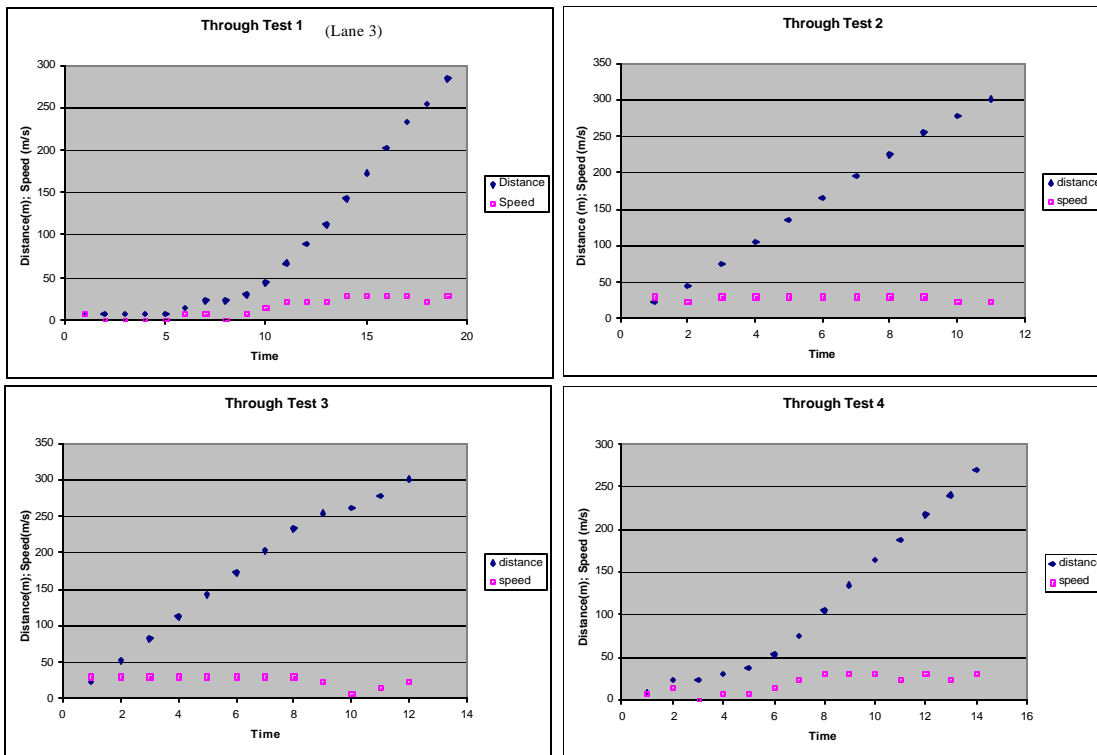 Through Test 1 (Lane 3)
Distance(m); Speed (m/s)
300
250
200
150
100
50
0
0 5 10 15 20
Time
Distance
Speed
Through Test 2
Distance (m); Speed (m/s)
350
300
250
200
150
100
50
0
0 2 4 6 8 10 12
Time
distance
speed
Through Test 3
Distance(m); Speed(m/s)
350
300
250
200
150
100
50
0
0 2 4 6 8 10 12 14
Time
distance
speed
Through Test 4
Distance(m); Speed (m/s)
300
250
200
150
100
50
0
0 2 4 6 8 10 12 14 16
Time
distance
speed